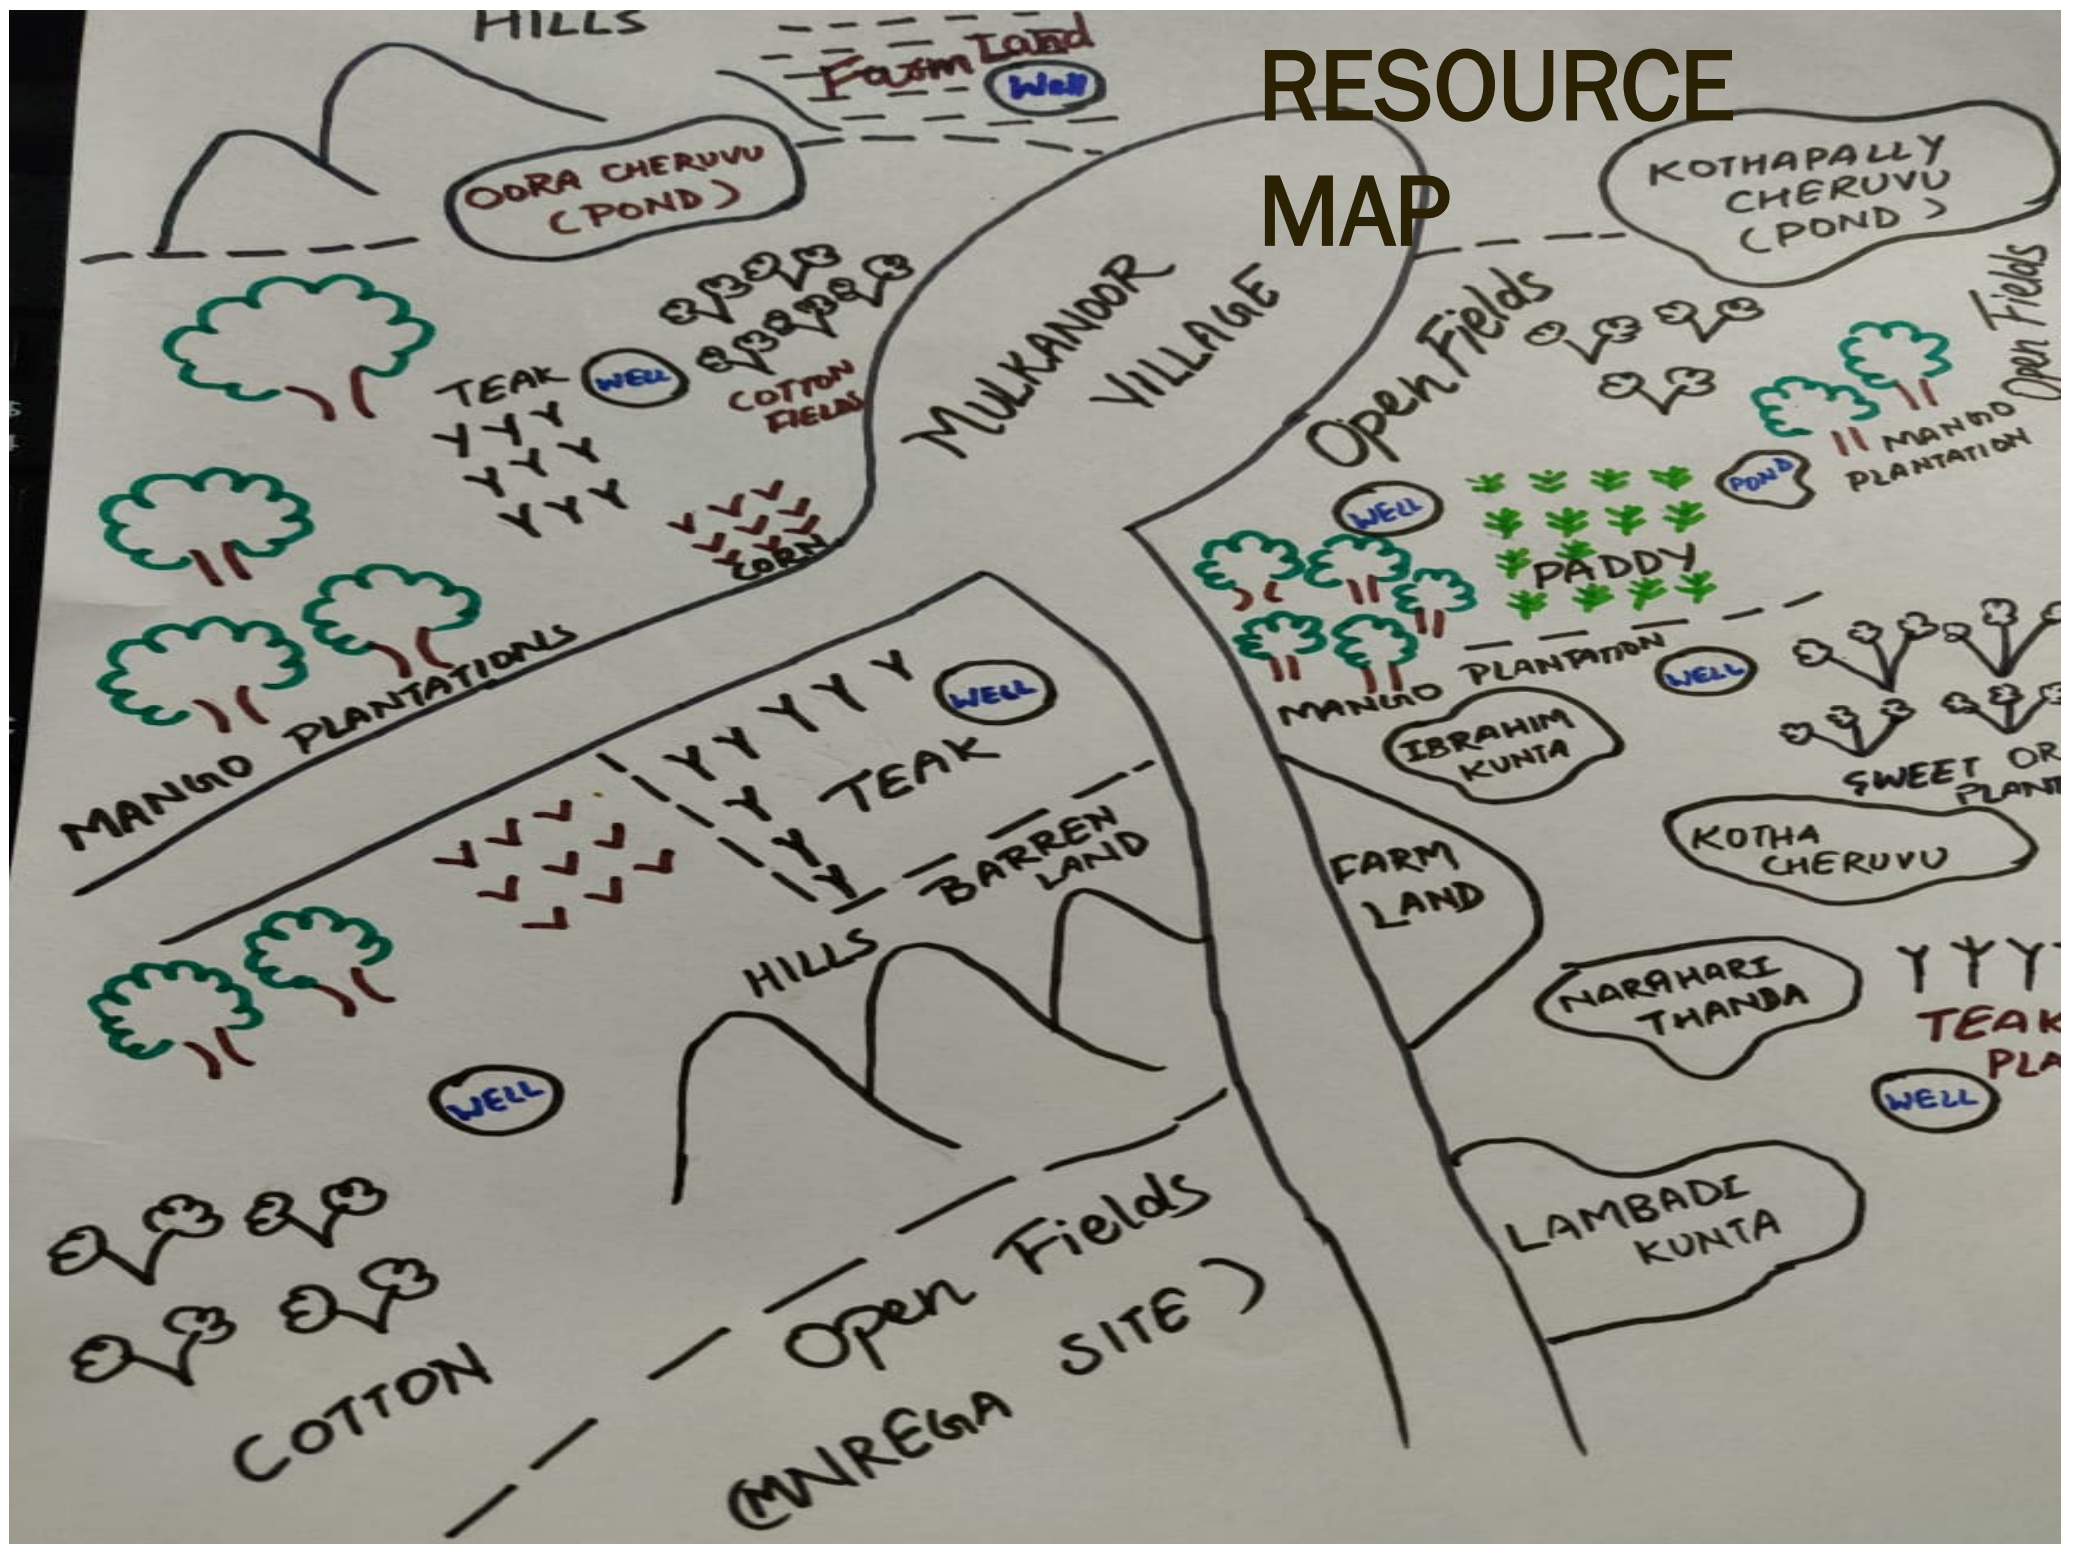 HILLS
Farm Land
Well
RESOURCE
MAP
OORA CHERUVU
(POND)
KOTHAPALLY
CHERUVU
(POND)
MULKANOOR
VILLAGE
Open Fields
Open Fields
TEAK
WELL
COTTON
FIELDS
CORN
MANGO
PLANTATION
POND
WELL
PADDY
MANGO PLANTATIONS
MANGO PLANTATION
WELL
WELL
TEAK
IBRAHIM
KUNTA
SWEET OR
PLANT
BARREN
LAND
FARM
LAND
KOTHA
CHERUVU
HILLS
NARAHARI
THANDA
TEAK
PLA
WELL
WELL
LAMBADI
KUNTA
Open Fields
(MNREGA SITE)
COTTON